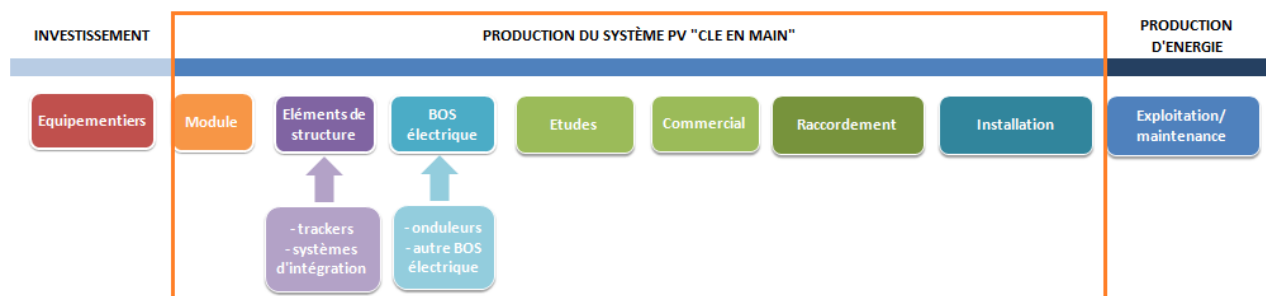 INVESTISSEMENT
PRODUCTION DU SYSTÈME PV "CLE EN MAIN"
PRODUCTION
D'ENERGIE
Equipementiers
Module
Eléments de
structure
BOS
électrique
Etudes
Commercial
Raccordement
Installation
Exploitation/
maintenance
- trackers
- systèmes
d'intégration
- onduleurs
- autre BOS
électrique